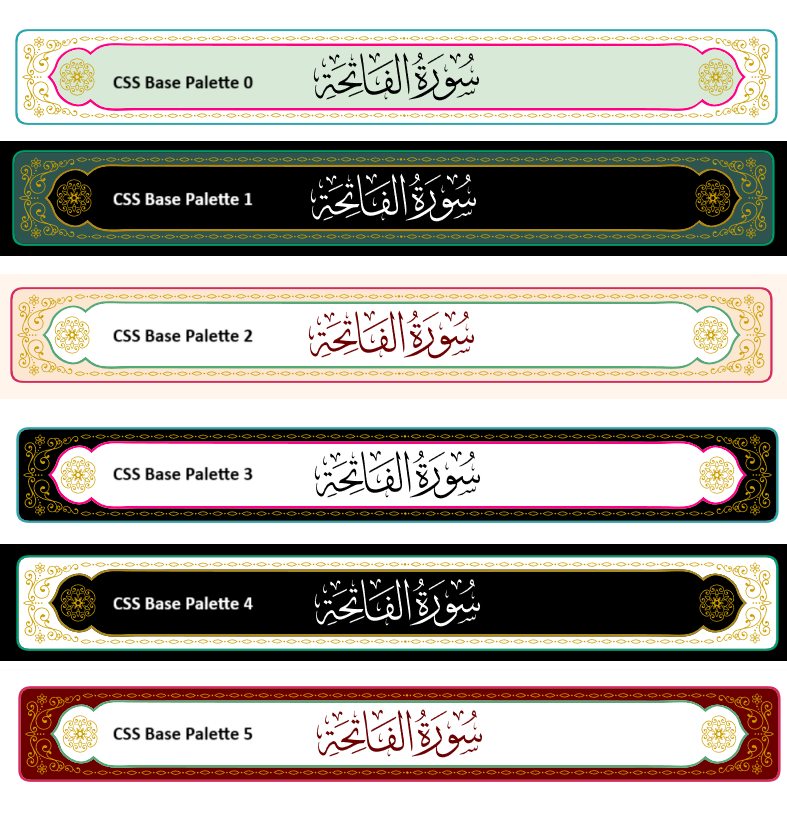 CSS Base Palette 0 سُورَةُ الفَاتِحَةِ
CSS Base Palette 1 سُورَةُ الفَاتِحَةِ
CSS Base Palette 2 سُورَةُ الفَاتِحَةِ
CSS Base Palette 3 سُورَةُ الفَاتِحَةِ
CSS Base Palette 4 سُورَةُ الفَاتِحَةِ
CSS Base Palette 5 سُورَةُ الفَاتِحَةِ